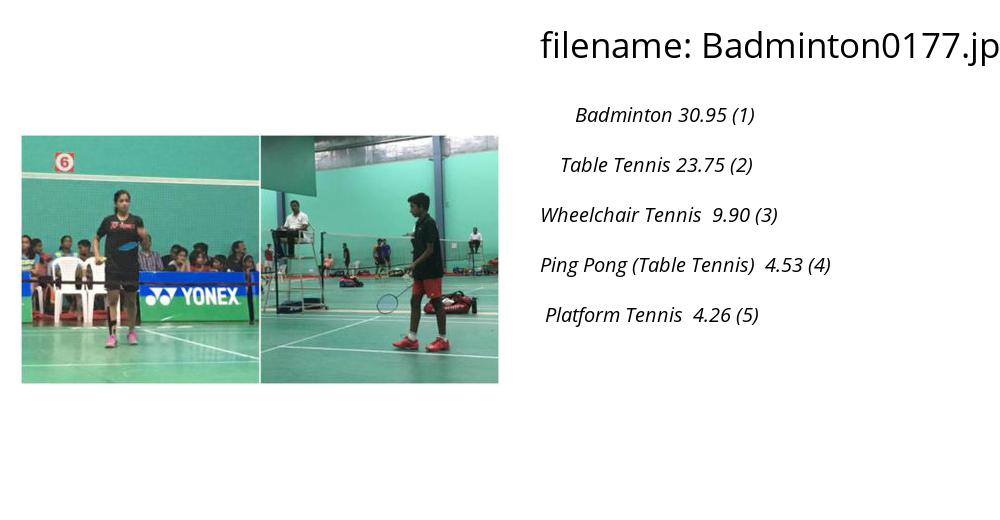 filename: Badminton0177.jp
Badminton 30.95 (1)
Table Tennis 23.75 (2)
Wheelchair Tennis 9.90 (3)
Ping Pong (Table Tennis) 4.53 (4)
Platform Tennis 4.26 (5)
6
YONEX